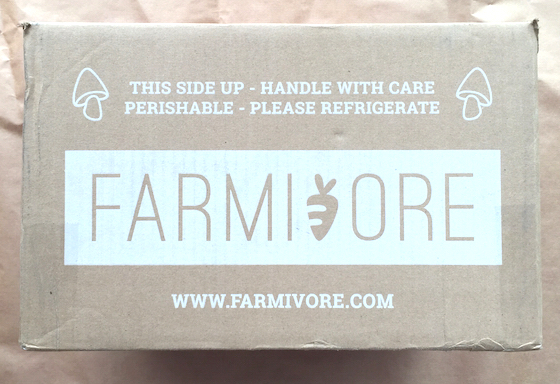 THIS SIDE UP - HANDLE WITH CARE
PERISHABLE - PLEASE REFRIGERATE
FARMIVORE
WWW.FARMIVORE.COM